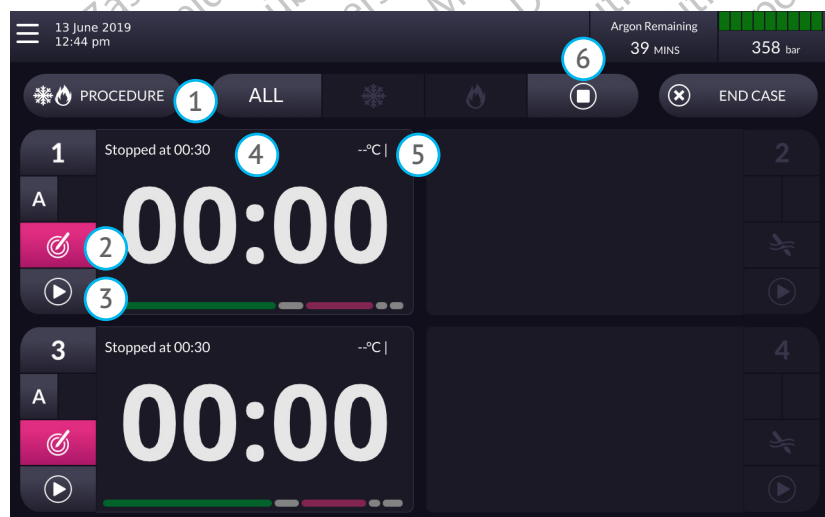 13 June 2019
12:44 pm
Argon Remaining
39 MINS
358 bar
6
PROCEDURE
1
ALL
END CASE
1
Stopped at 00:30
4
--°C |
5
2
A
00:00
2
3
3
Stopped at 00:30
--°C |
4
A
00:00